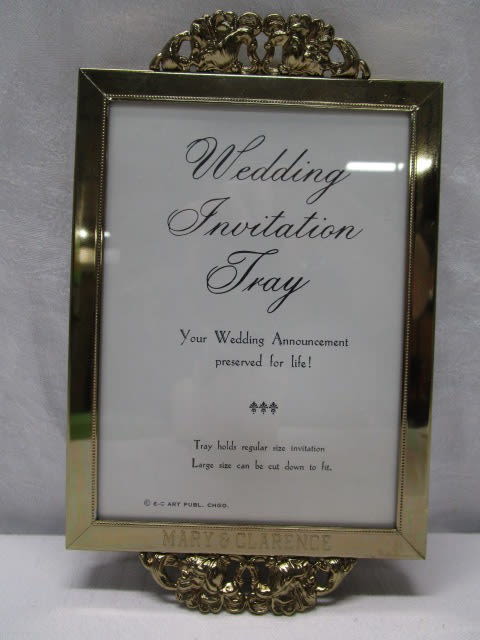 Wedding
Invitation
Tray
Your Wedding Announcement
preserved for life!
Tray holds regular size invitation
Large size can be cut down to fit.
© E-C ART PUBL. CHGO.
MARY & CLARENCE